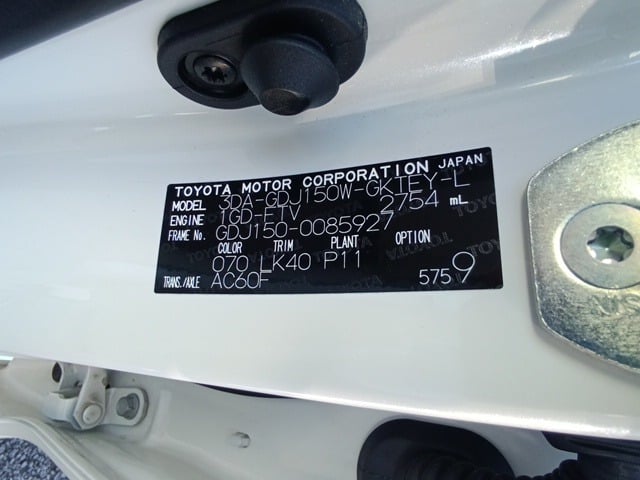 TOYOTA MOTOR CORPORATION JAPAN
MODEL 3DA-GDJ150W-GKTEY-L
ENGINE 1GD-FTV 2754 mL
FRAME No. GDJ150-0085927
COLOR TRIM PLANT OPTION
070 LK40 P11
TRANS./AXLE AC60F 575 9